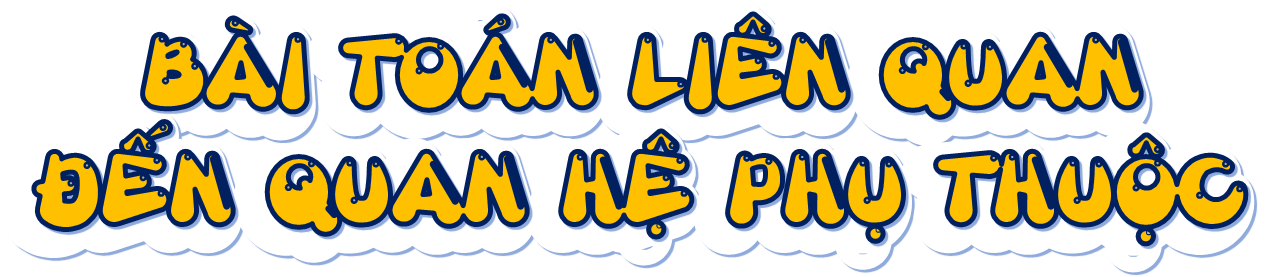 BÀI TOÁN LIÊN QUAN
ĐẾN QUAN HỆ PHỤ THUỘC